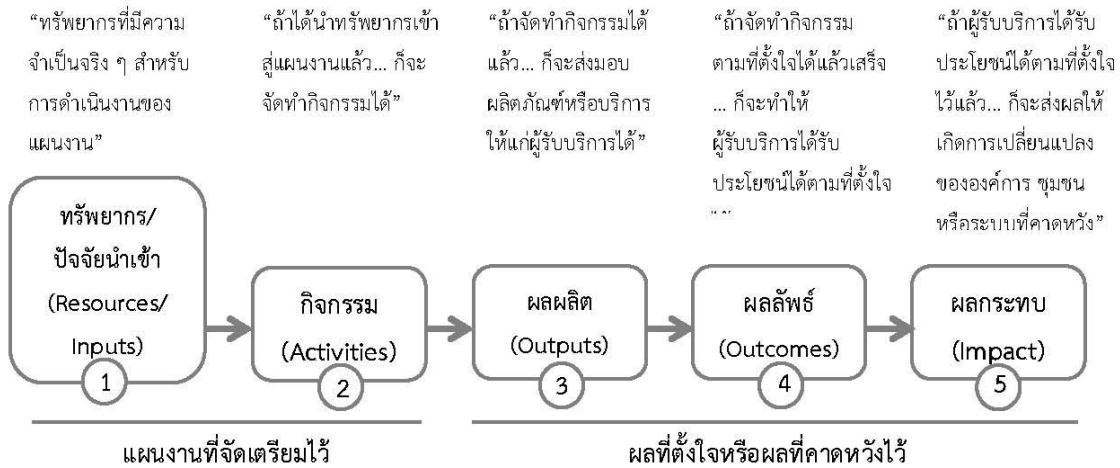 “ทรัพยากรที่มีความ
จำเป็นจริง ๆ สำหรับ
การดำเนินงานของ
แผนงาน”
“ถ้าได้นำทรัพยากรเข้า
สู่แผนงานแล้ว... ก็จะ
จัดทำกิจกรรมได้”
“ถ้าจัดทำกิจกรรมได้
แล้ว... ก็จะส่งมอบ
ผลิตภัณฑ์หรือบริการ
ให้แก่ผู้รับบริการได้”
“ถ้าจัดทำกิจกรรม
ตามที่ตั้งใจได้แล้วเสร็จ
... ก็จะทำให้
ผู้รับบริการได้รับ
ประโยชน์ได้ตามที่ตั้งใจ
“ถ้าผู้รับบริการได้รับ
ประโยชน์ได้ตามที่ตั้งใจ
ไว้แล้ว... ก็จะส่งผลให้
เกิดการเปลี่ยนแปลง
ขององค์การ ชุมชน
หรือระบบที่คาดหวัง”
ทรัพยากร/
ปัจจัยนำเข้า
(Resources/
Inputs)
1
กิจกรรม
(Activities)
2
ผลผลิต
(Outputs)
3
ผลลัพธ์
(Outcomes)
4
ผลกระทบ
(Impact)
5
แผนงานที่จัดเตรียมไว้
ผลที่ตั้งใจหรือผลที่คาดหวังไว้